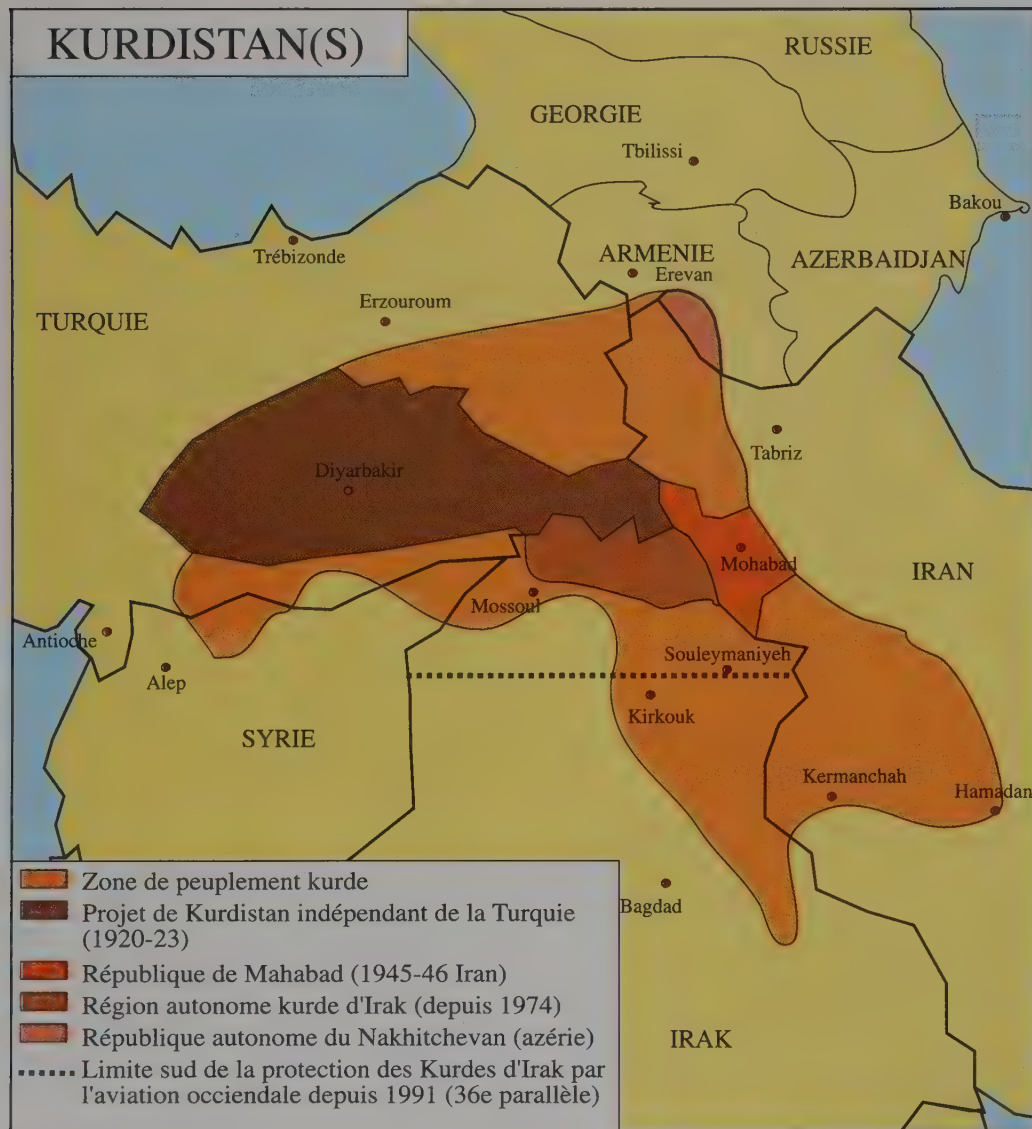 KURDISTAN(S)
RUSSIE
GEORGIE
Tbilissi
Bakou
Trébizonde
ARMENIE
AZERBAIDJAN
Erevan
Erzouroum
TURQUIE
Tabriz
Diyarbakir
Mohabad
IRAN
Mossoul
Antioche
Souleymaniyeh
Alep
Kirkouk
SYRIE
Kermanchah
Hamadan
Zone de peuplement kurde
Bagdad
Projet de Kurdistan indépendant de la Turquie
(1920-23)
République de Mahabad (1945-46 Iran)
Région autonome kurde d'Irak (depuis 1974)
République autonome du Nakhitchevan (azérie)
IRAK
Limite sud de la protection des Kurdes d'Irak par
l'aviation occiendale depuis 1991 (36e parallèle)